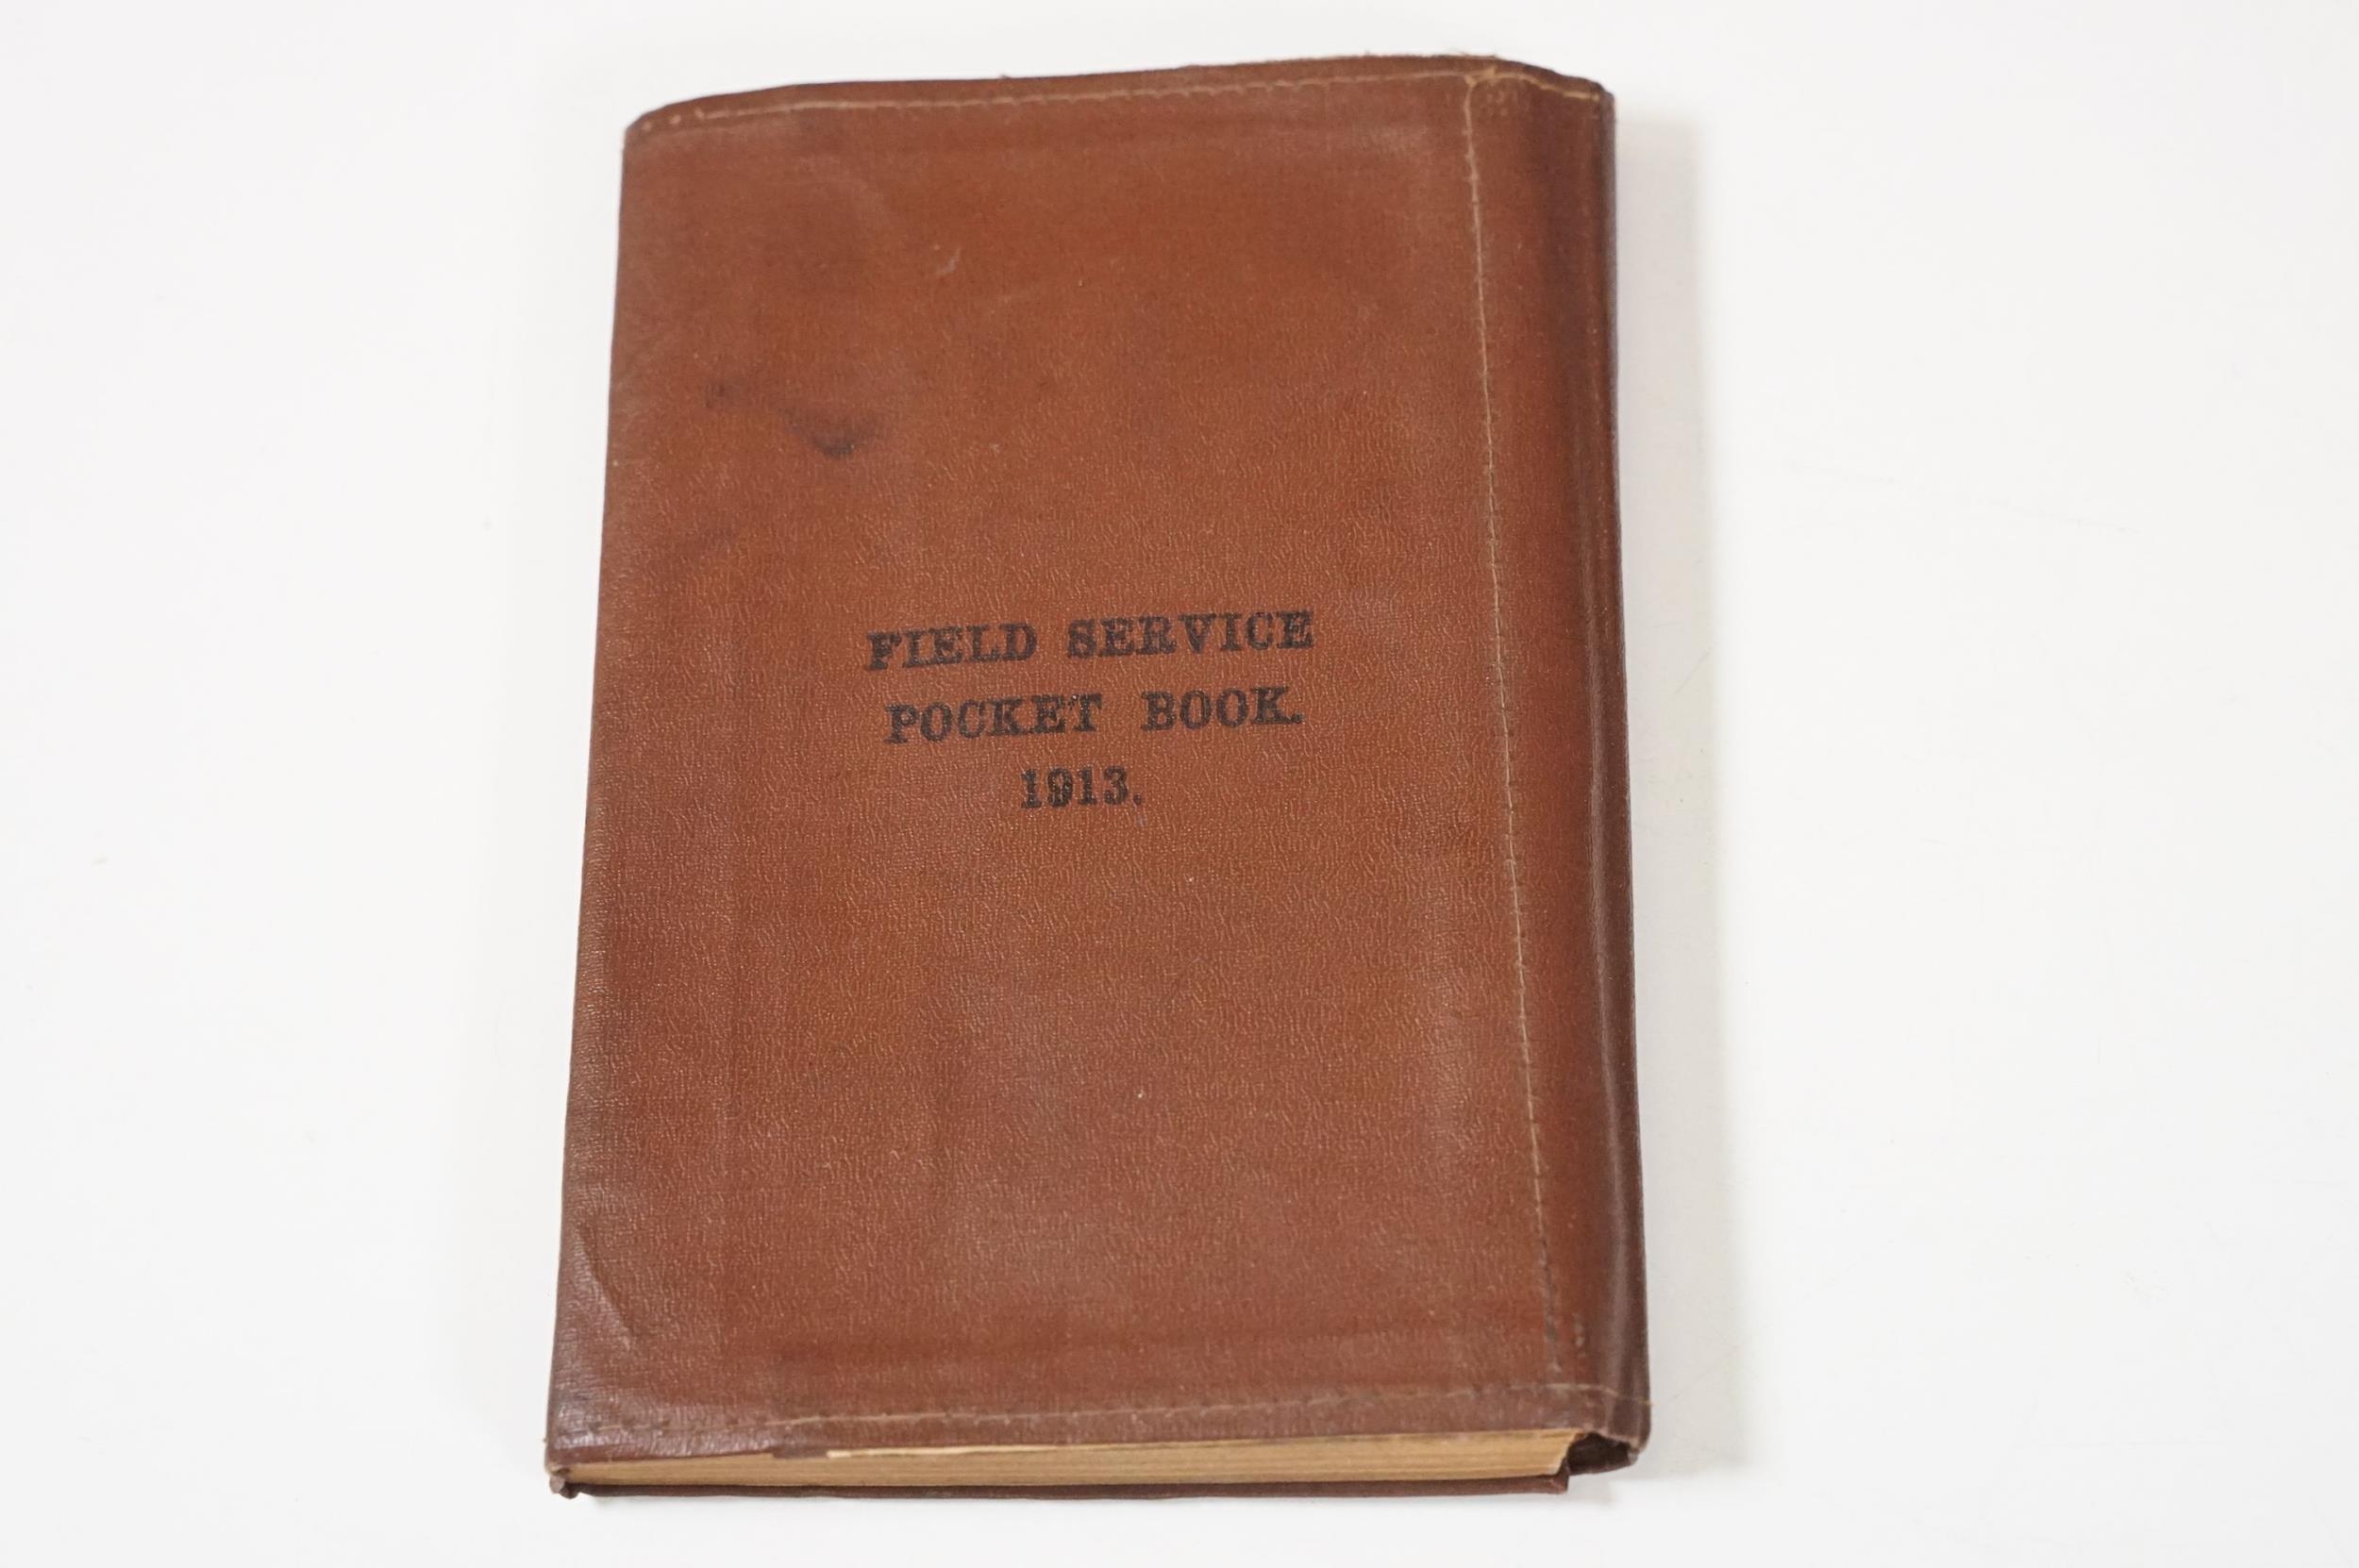 FIELD SERVICE
POCKET BOOK.
1913.